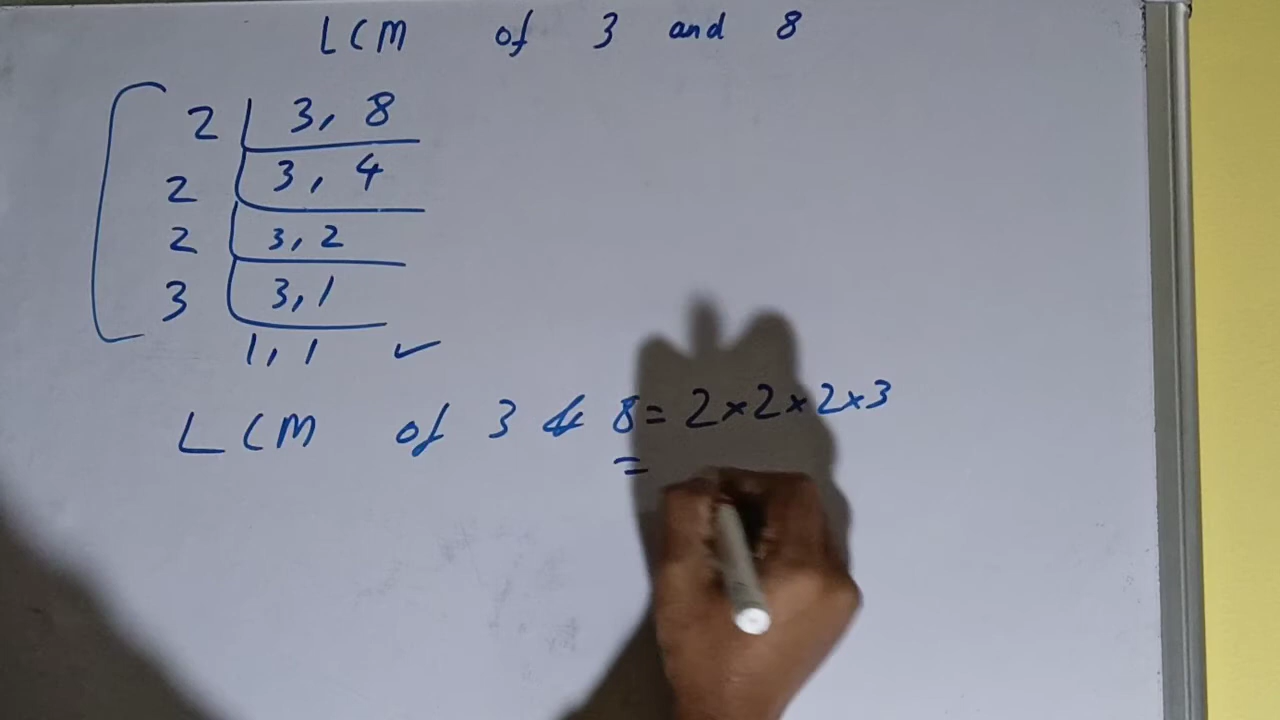 LCM of 3 and 8
2 3, 8
2 3, 4
2 3, 2
3 3, 1
1, 1 ✓
LCM of 3 & 8 = 2×2×2×3
=